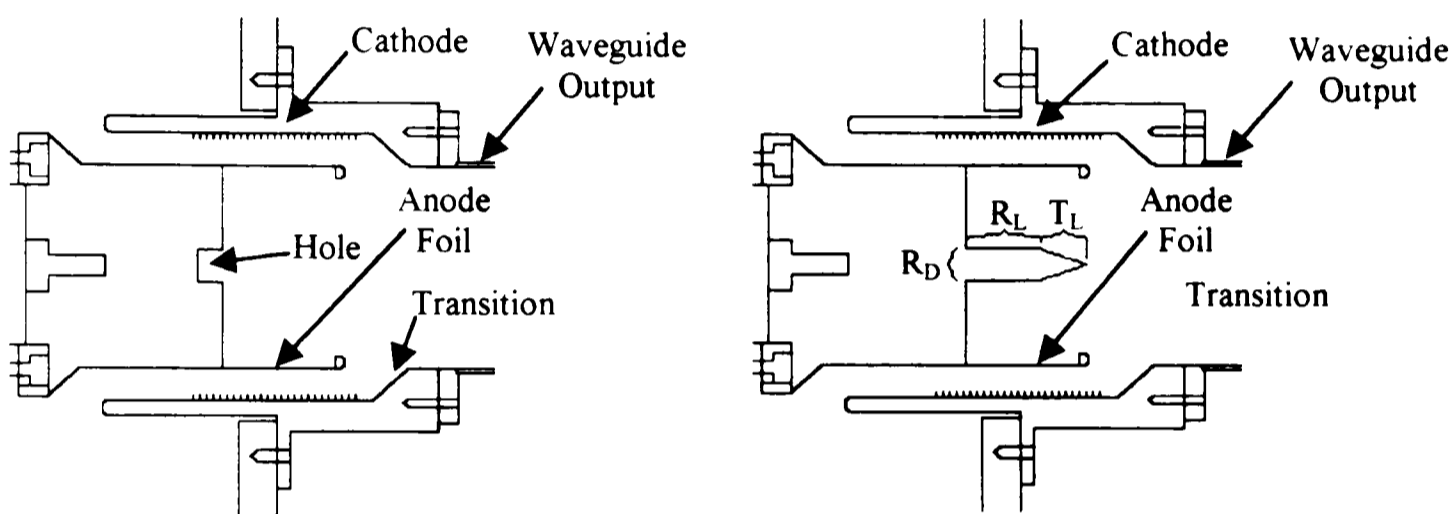 Cathode
Waveguide
Output
Anode
Foil
Hole
Transition
Cathode
Waveguide
Output
R_L T_L
Anode
Foil
R_D
Transition